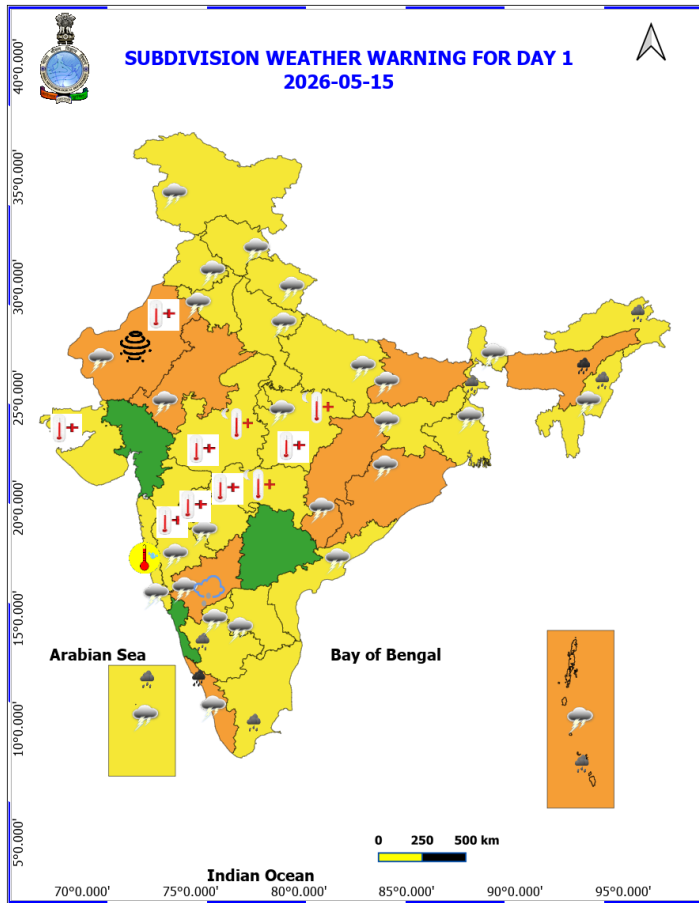 SUBDIVISION WEATHER WARNING FOR DAY 1
2026-05-15
40°0.000'
35°0.000'
30°0.000'
25°0.000'
20°0.000'
15°0.000'
10°0.000'
5°0.000'
Arabian Sea
Bay of Bengal
0 250 500 km
Indian Ocean
70°0.000' 75°0.000' 80°0.000' 85°0.000' 90°0.000' 95°0.000'